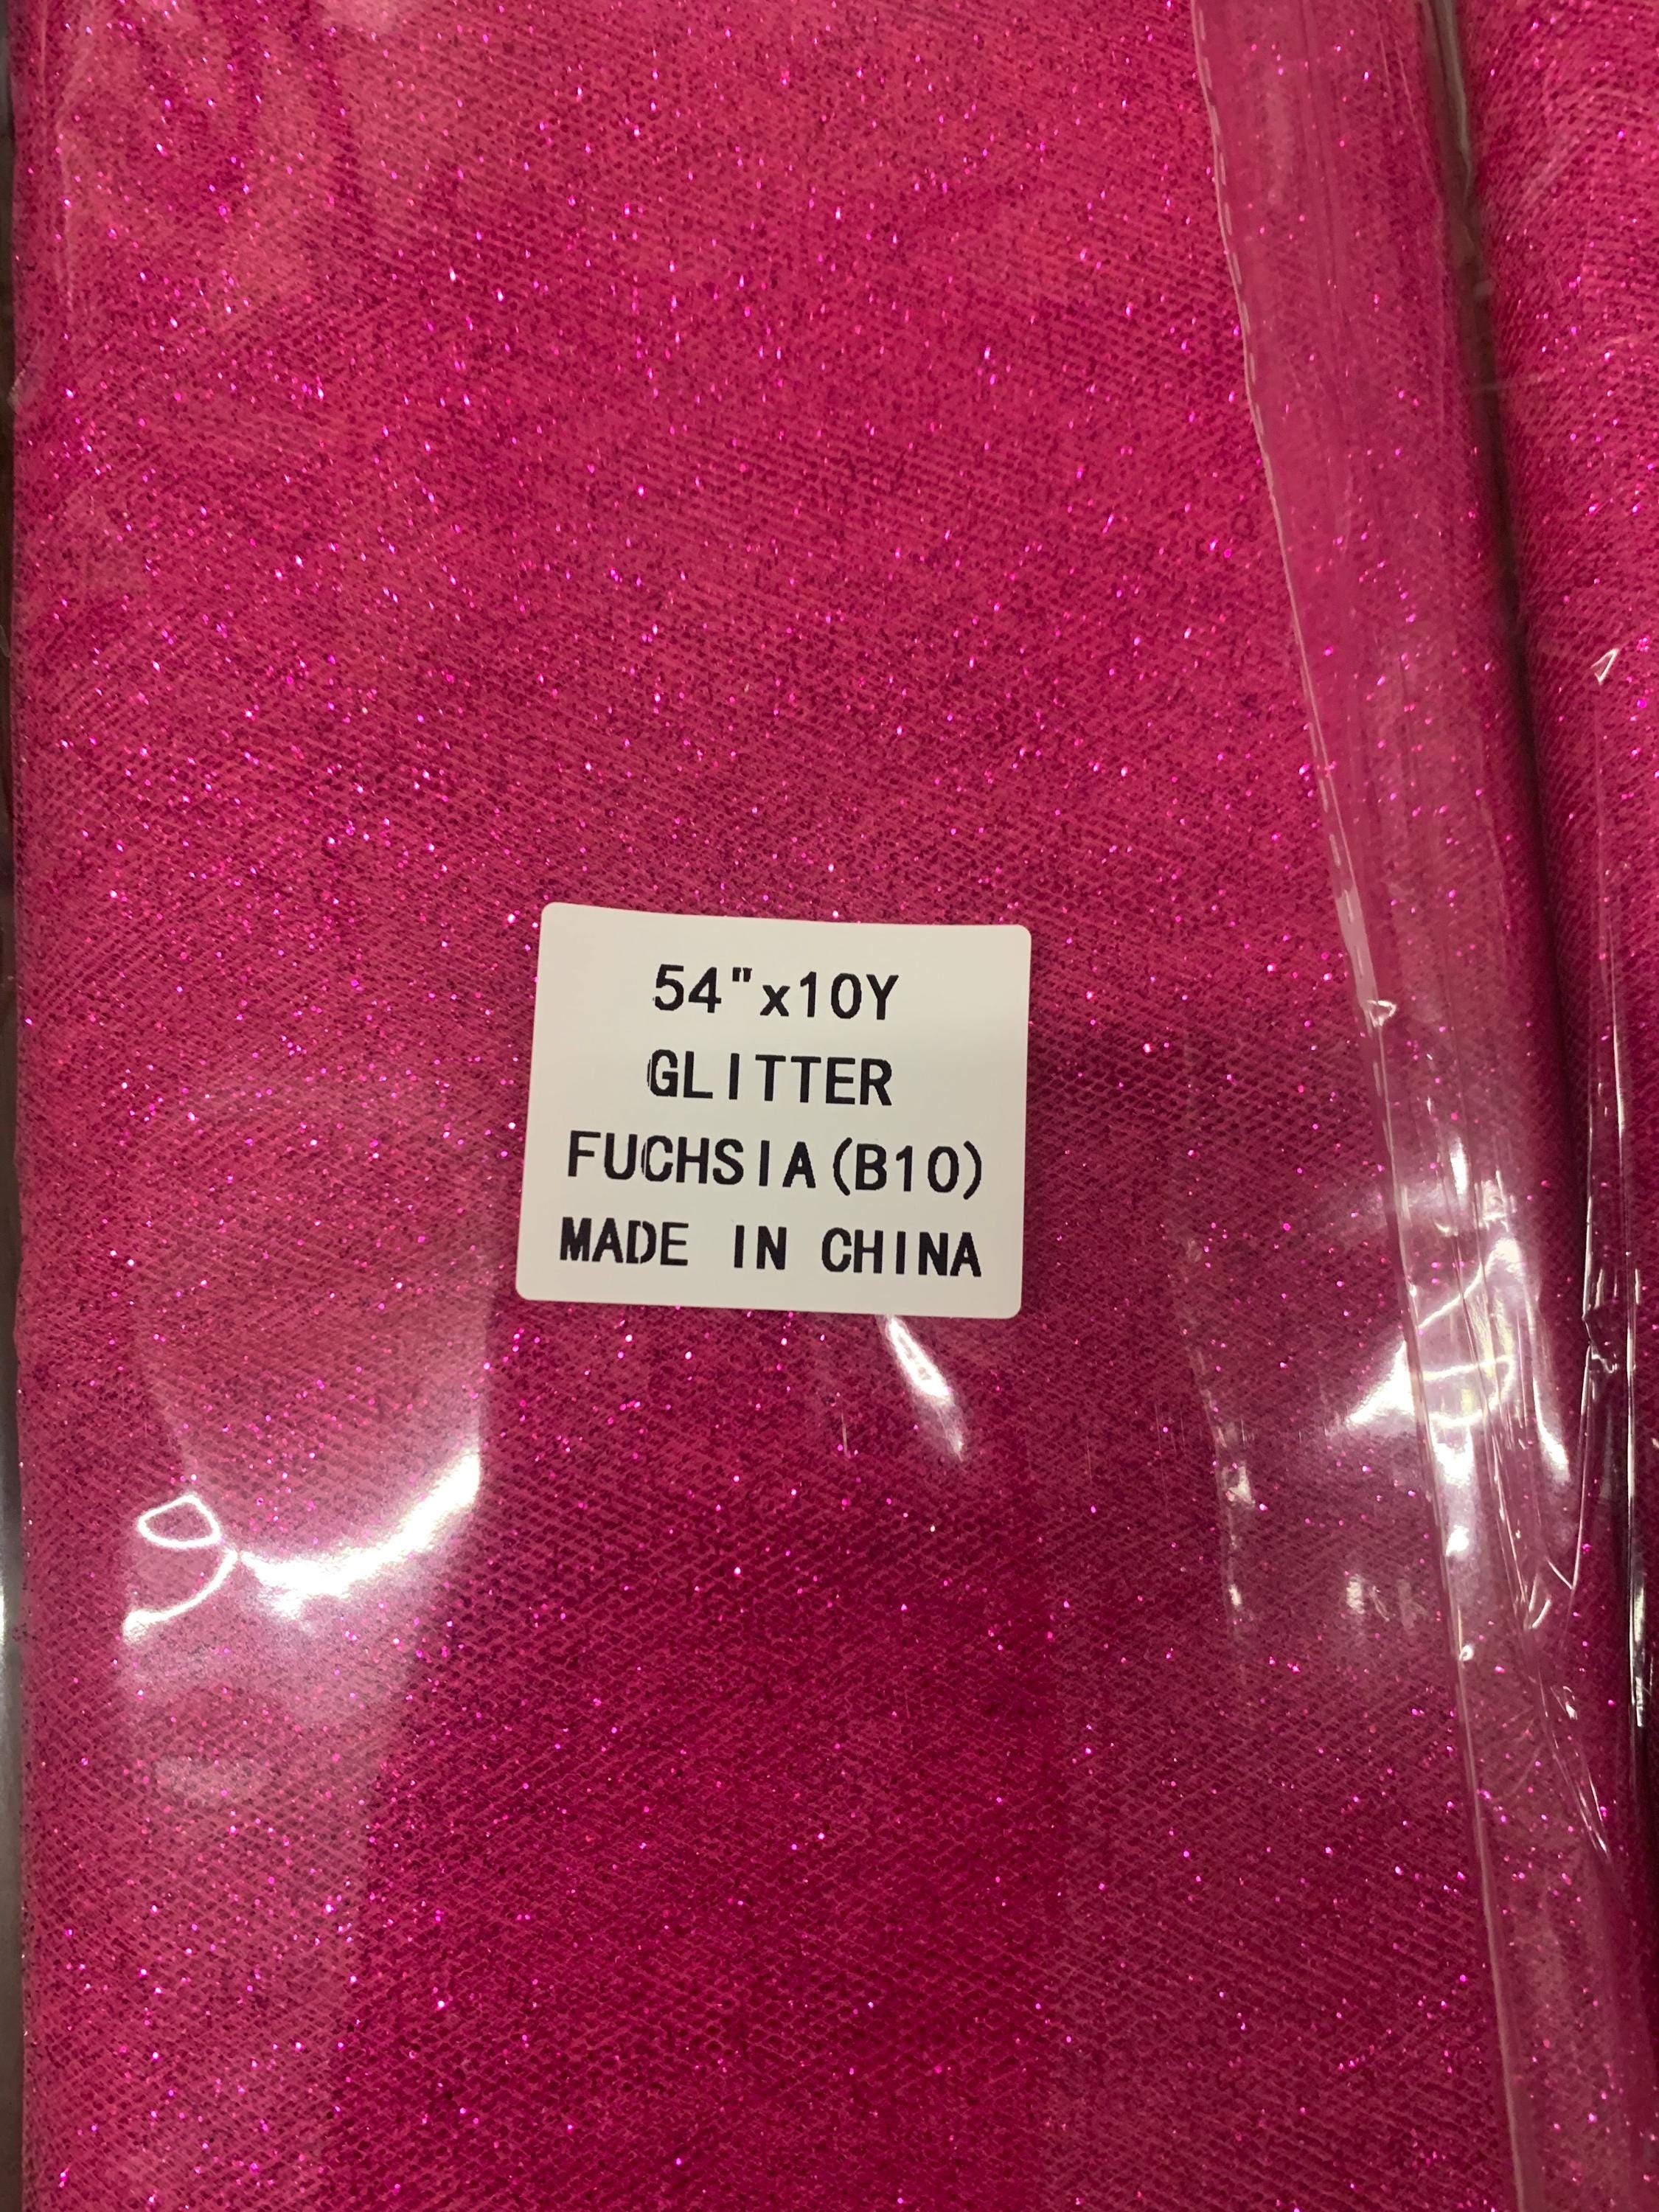 54"x10Y
GLITTER
FUCHSIA(B10)
MADE IN CHINA